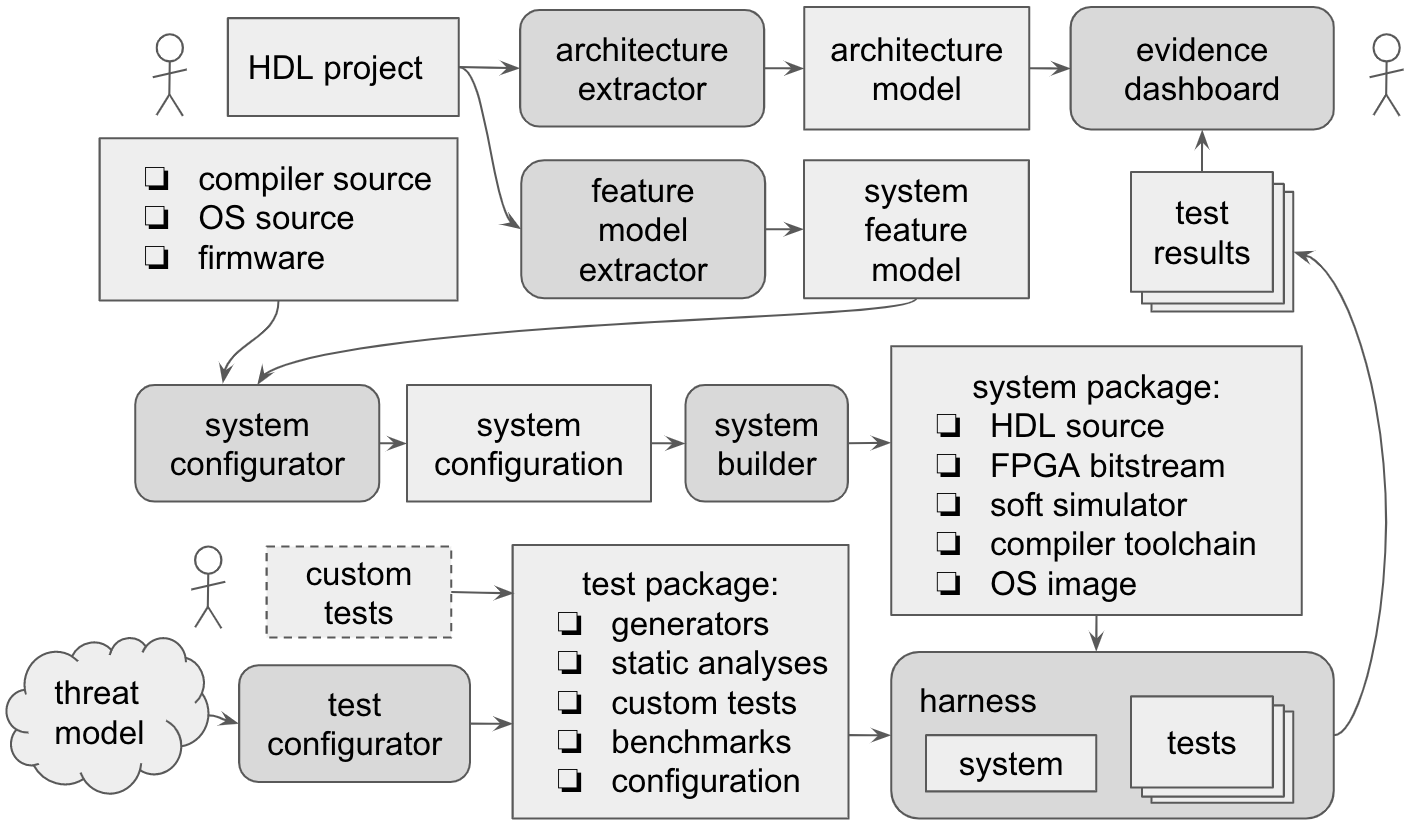 HDL project
architecture
extractor
architecture
model
evidence
dashboard
❏ compiler source
❏ OS source
❏ firmware
feature
model
extractor
system
feature
model
test
results
system
configurator
system
configuration
system
builder
system package:
❏ HDL source
❏ FPGA bitstream
❏ soft simulator
❏ compiler toolchain
❏ OS image
custom
tests
test package:
❏ generators
❏ static analyses
❏ custom tests
❏ benchmarks
❏ configuration
threat
model
test
configurator
harness
system
tests